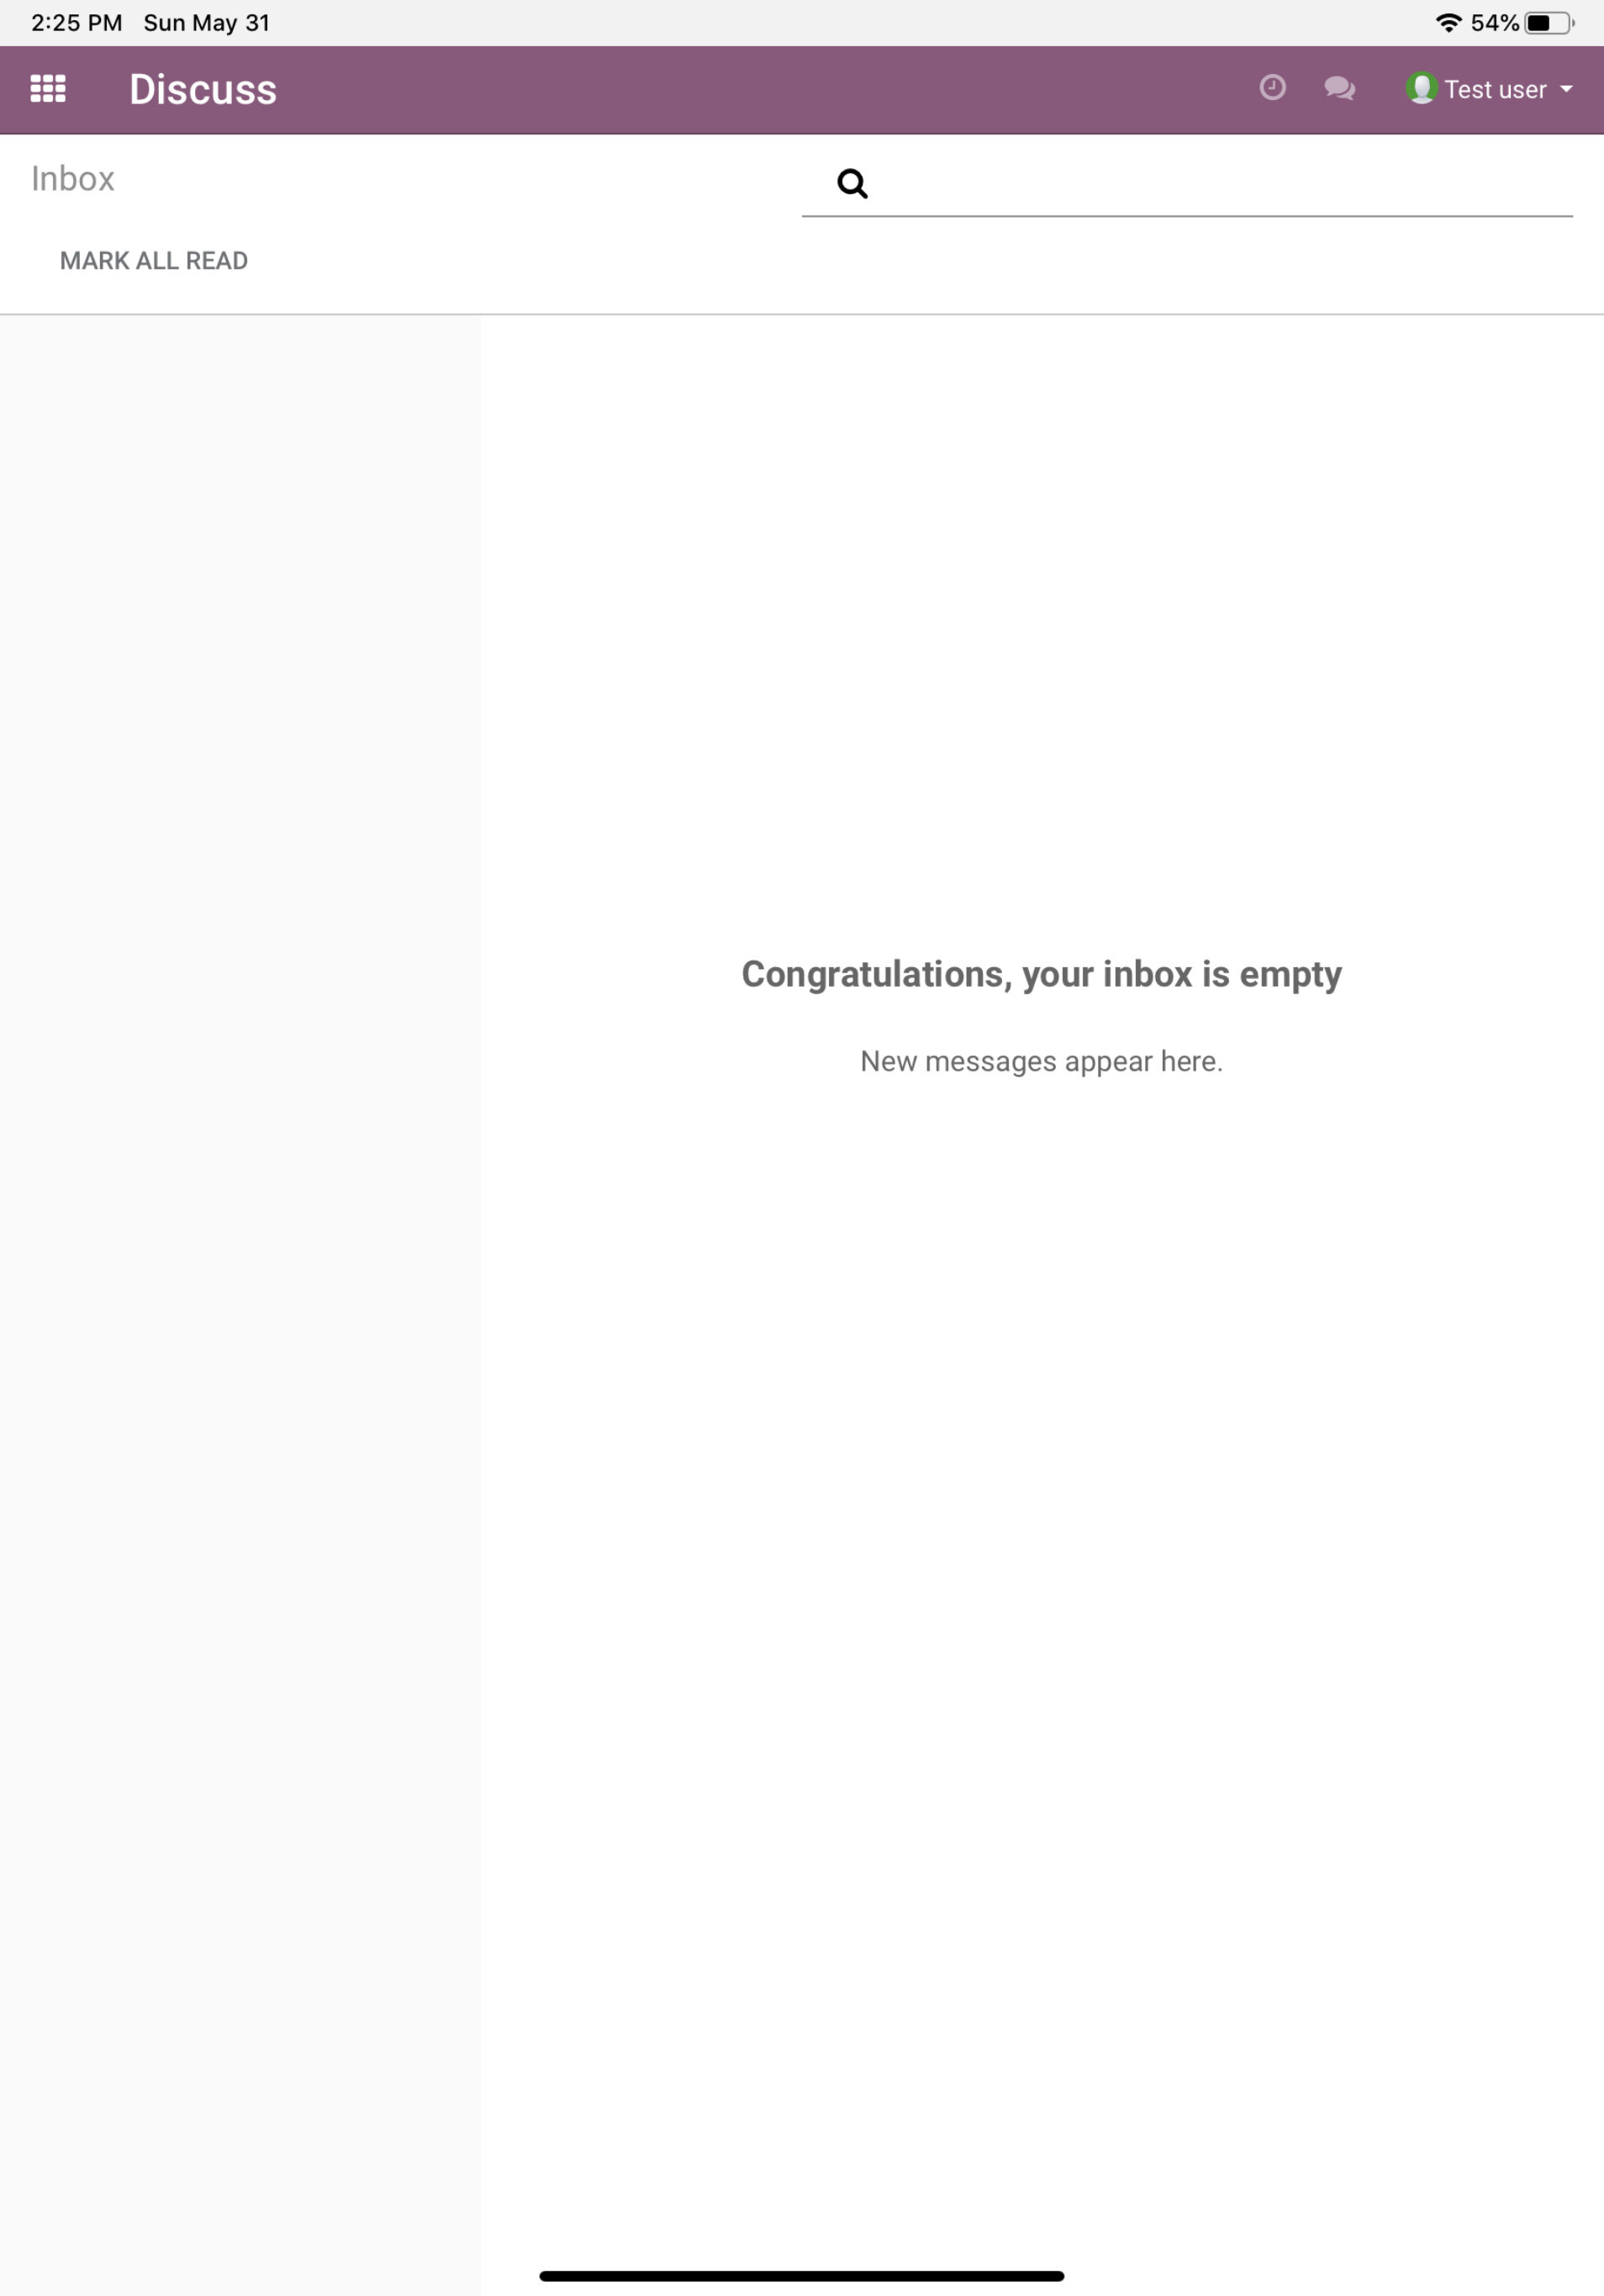 2:25 PM Sun May 31 54%
Discuss Test user
Inbox
MARK ALL READ
Congratulations, your inbox is empty
New messages appear here.